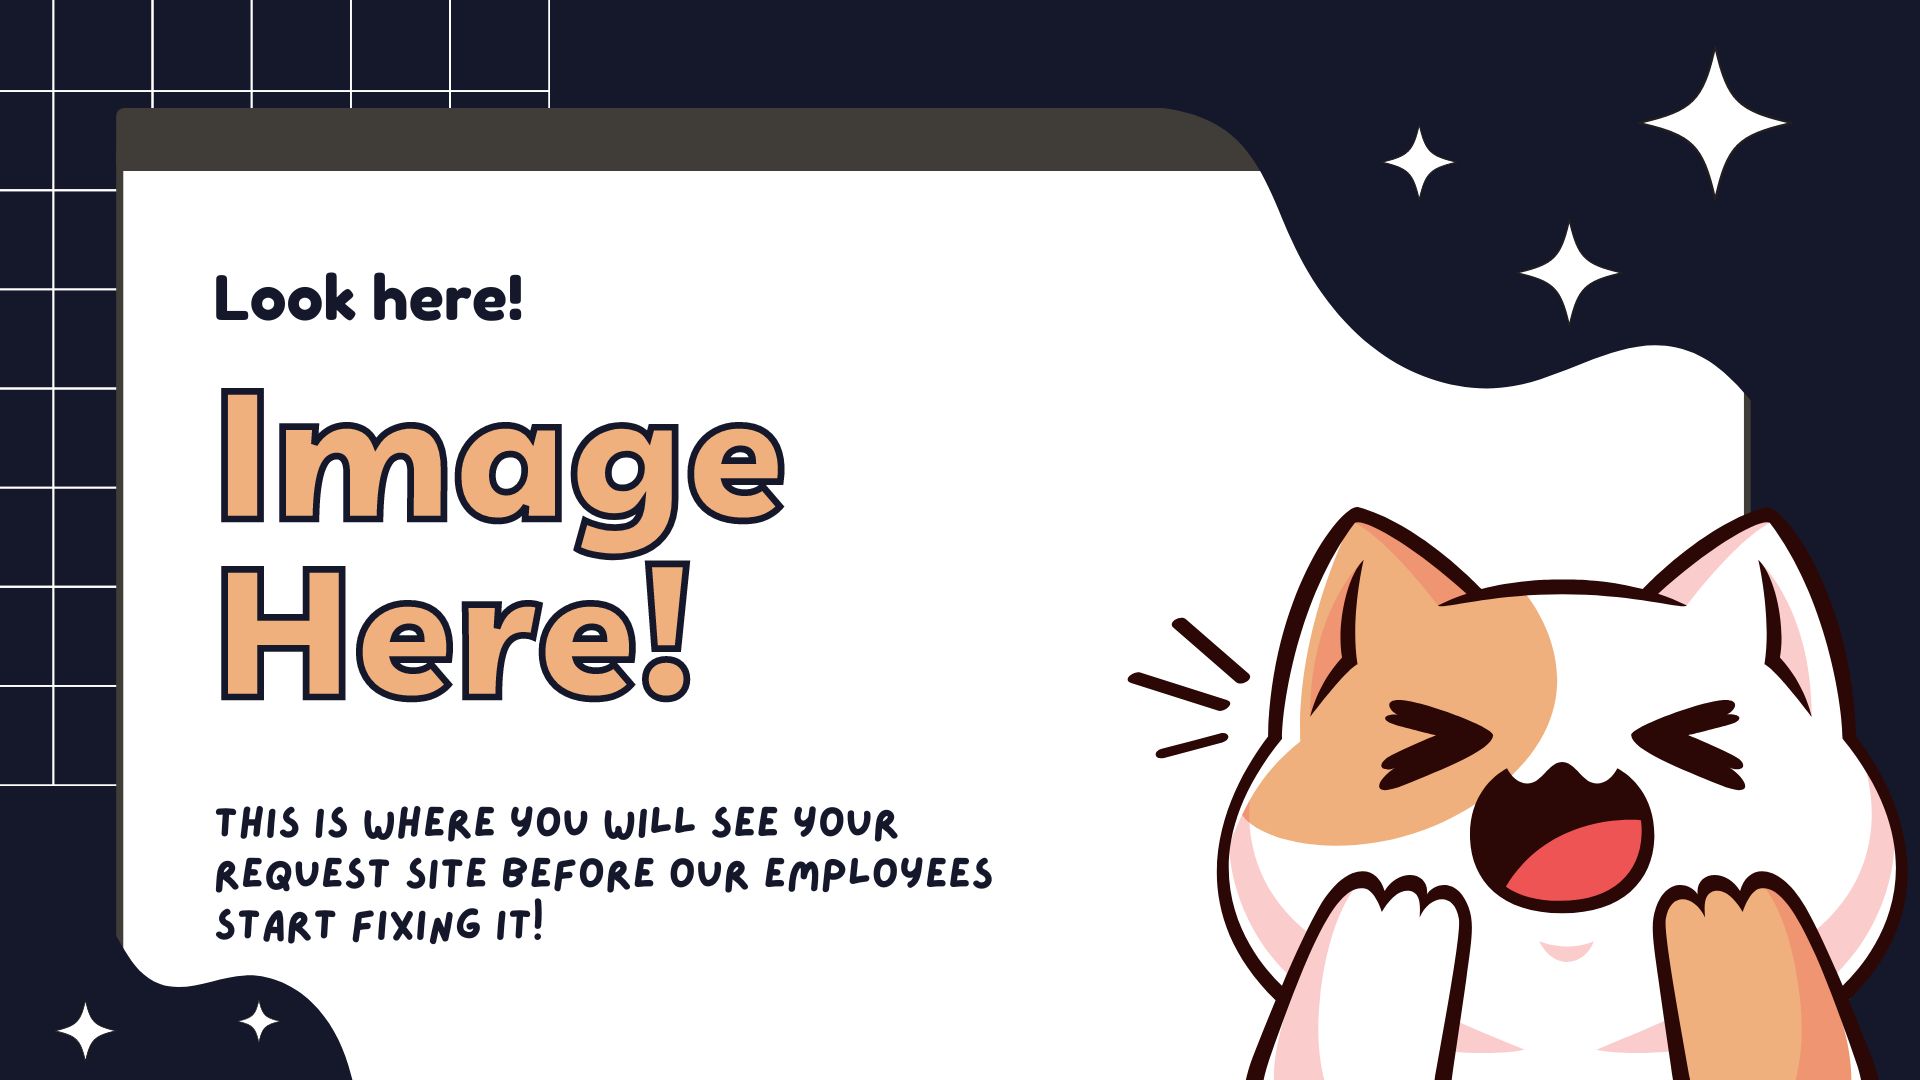 Look here!
Image
Here!
THIS IS WHERE YOU WILL SEE YOUR
REQUEST SITE BEFORE OUR EMPLOYEES
START FIXING IT!